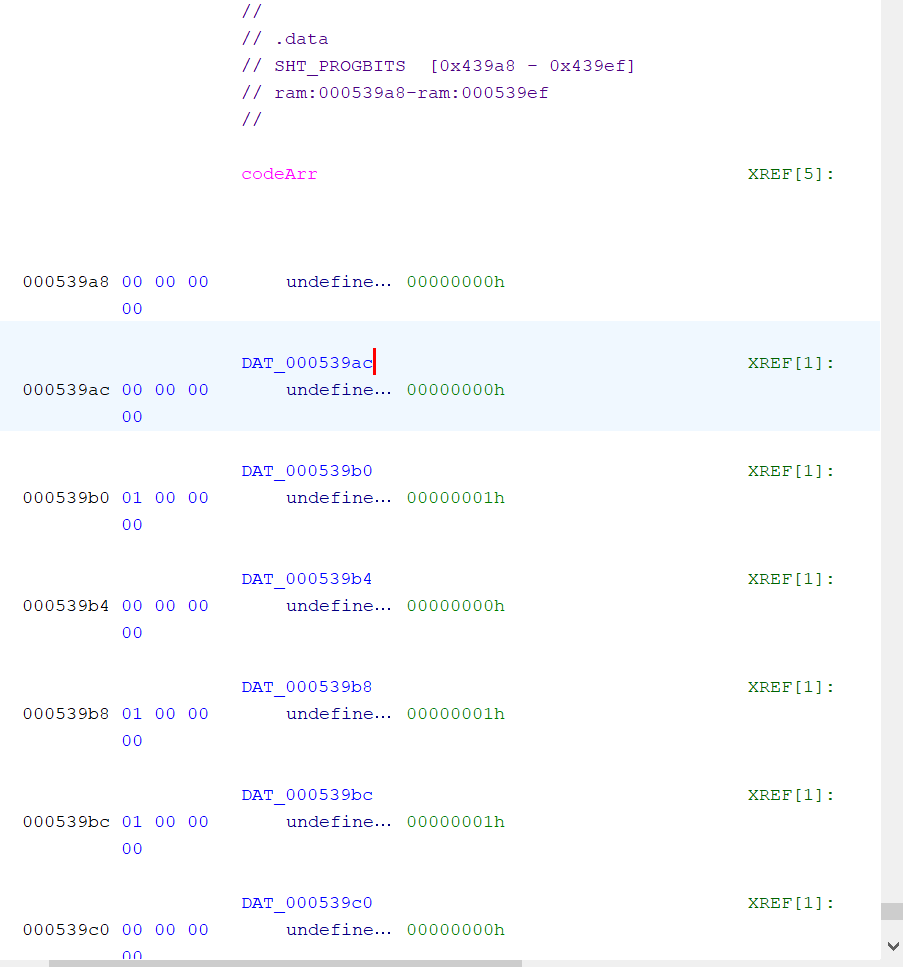 //
// .data
// SHT_PROGBITS [0x439a8 - 0x439ef]
// ram:000539a8-ram:000539ef
//
codeArr XREF[5]:
000539a8 00 00 00 undefine... 00000000h
00
DAT_000539ac XREF[1]:
000539ac 00 00 00 undefine... 00000000h
00
DAT_000539b0 XREF[1]:
000539b0 01 00 00 undefine... 00000001h
00
DAT_000539b4 XREF[1]:
000539b4 00 00 00 undefine... 00000000h
00
DAT_000539b8 XREF[1]:
000539b8 01 00 00 undefine... 00000001h
00
DAT_000539bc XREF[1]:
000539bc 01 00 00 undefine... 00000001h
00
DAT_000539c0 XREF[1]:
000539c0 00 00 00 undefine... 00000000h
00